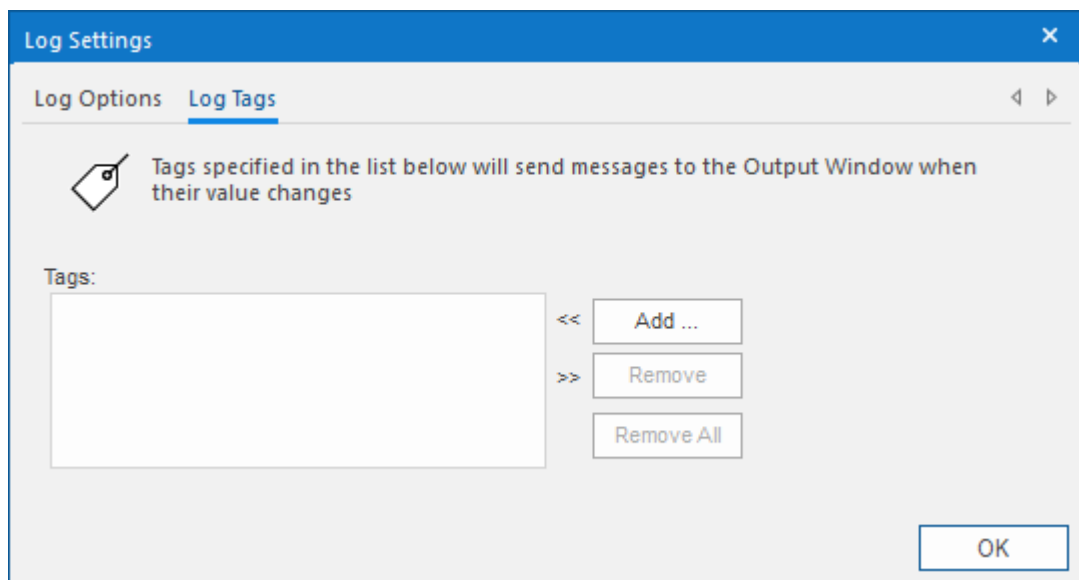 Log Settings
Log Options Log Tags
Tags specified in the list below will send messages to the Output Window when
their value changes
Tags:
<< Add ...
>> Remove
Remove All
OK